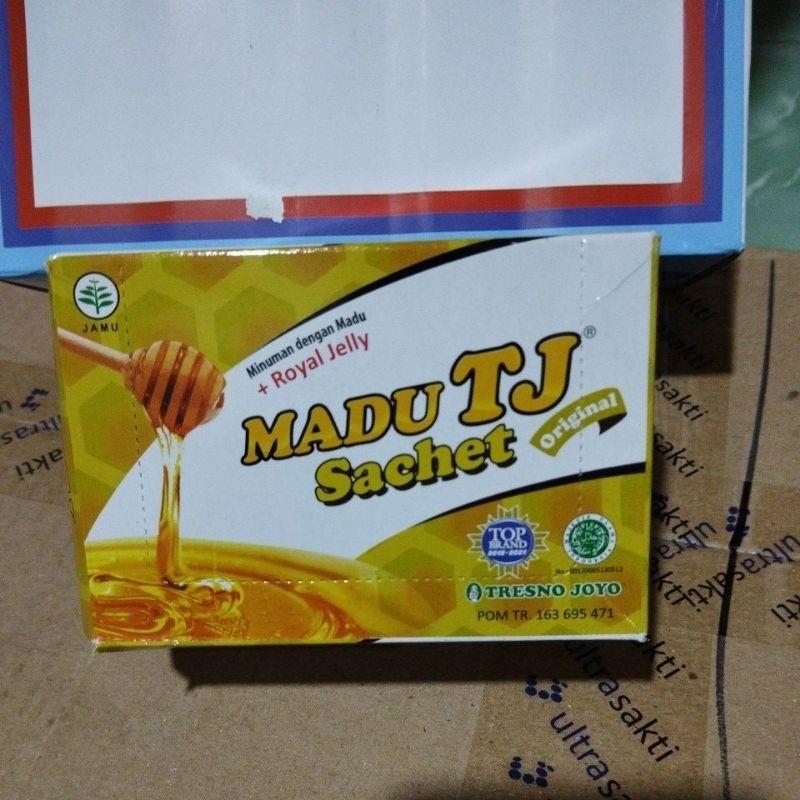 JAMU
Minuman dengan Madu
+ Royal Jelly
MADU TJ®
Sachet
Original
TOP
BRAND
TRESNO JOYO
POM TR. 163 695 471
ultrasakti
ultrasakti
ultrasakti